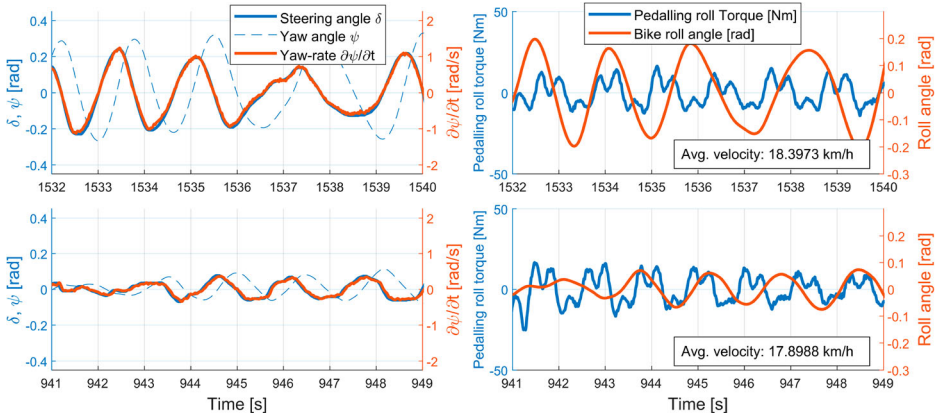 0.4
0.2
0
-0.2
-0.4
δ, ψ [rad]
Steering angle δ
Yaw angle ψ
Yaw-rate ∂ψ/∂t
2
1
0
-1
-2
∂ψ/∂t [rad/s]
1532 1533 1534 1535 1536 1537 1538 1539 1540
50
0
-50
Pedalling roll torque [Nm]
Pedalling roll Torque [Nm]
Bike roll angle [rad]
Avg. velocity: 18.3973 km/h
0.2
0.1
0
-0.1
-0.2
-0.3
Roll angle [rad]
1532 1533 1534 1535 1536 1537 1538 1539 1540
0.4
0.2
0
-0.2
-0.4
δ, ψ [rad]
2
1
0
-1
-2
∂ψ/∂t [rad/s]
941 942 943 944 945 946 947 948 949
Time [s]
50
0
-50
Pedalling roll torque [Nm]
Avg. velocity: 17.8988 km/h
0.2
0.1
0
-0.1
-0.2
-0.3
Roll angle [rad]
941 942 943 944 945 946 947 948 949
Time [s]